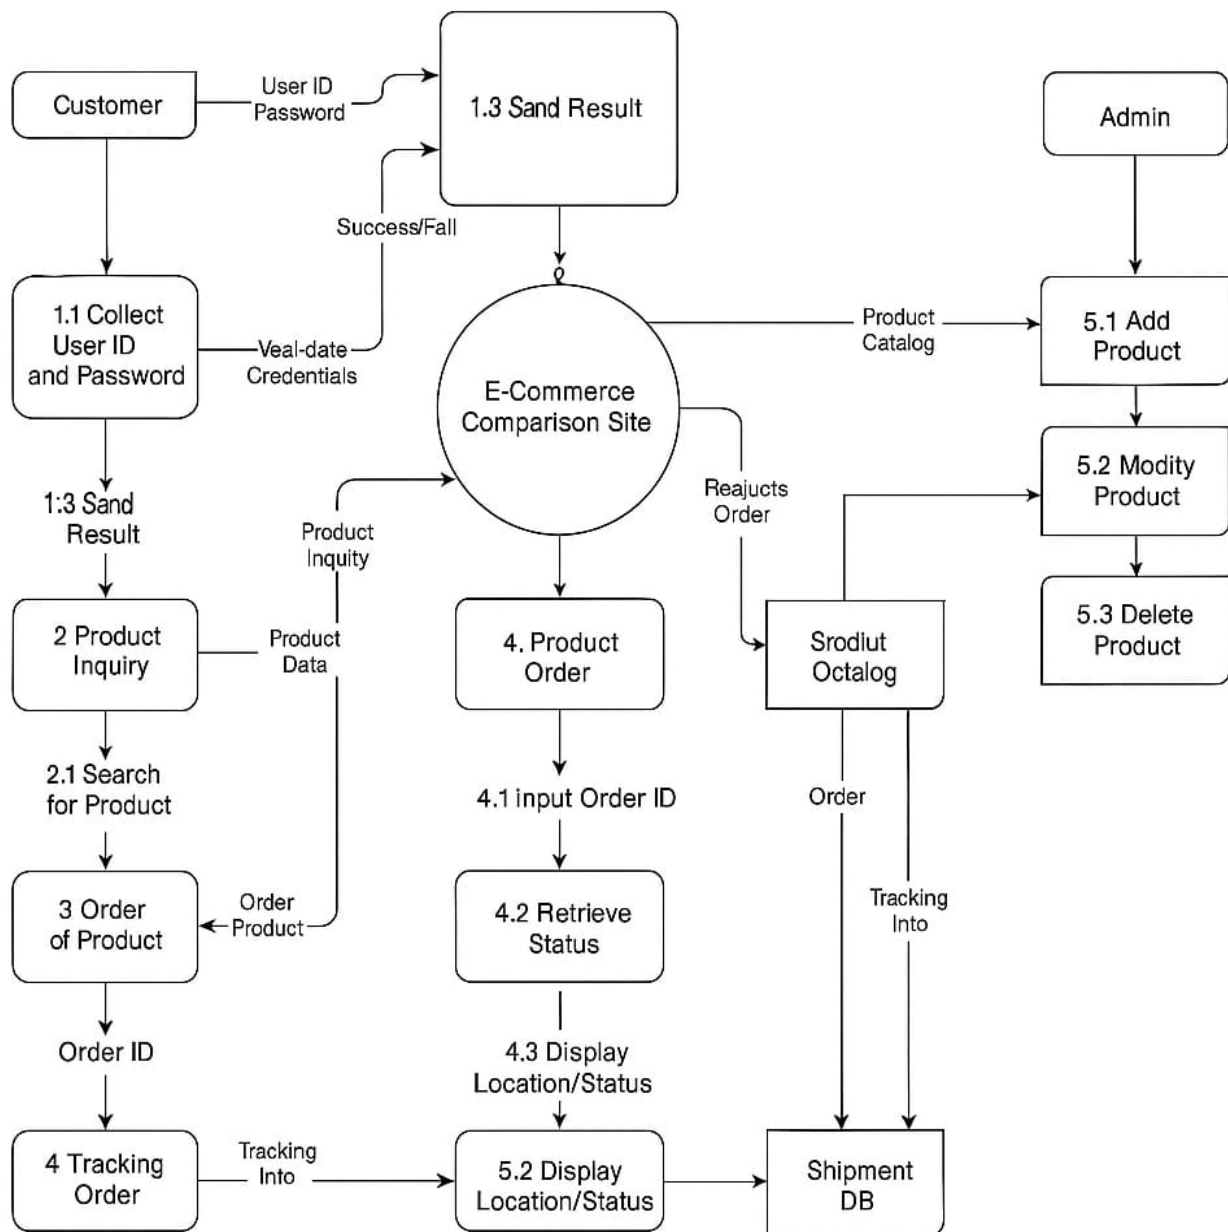 Customer
User ID
Password
1.3 Sand Result
Admin
Success/Fall
1.1 Collect
User ID
and Password
Veal-date
Credentials
E-Commerce
Comparison Site
Product
Catalog
5.1 Add
Product
1:3 Sand
Result
Product
Inquity
Reajucts
Order
5.2 Modity
Product
2 Product
Inquiry
Product
Data
4. Product
Order
Srodiut
Octalog
5.3 Delete
Product
2.1 Search
for Product
4.1 input Order ID
Order
3 Order
of Product
Order
Product
4.2 Retrieve
Status
Tracking
Into
Order ID
4.3 Display
Location/Status
4 Tracking
Order
Tracking
Into
5.2 Display
Location/Status
Shipment
DB